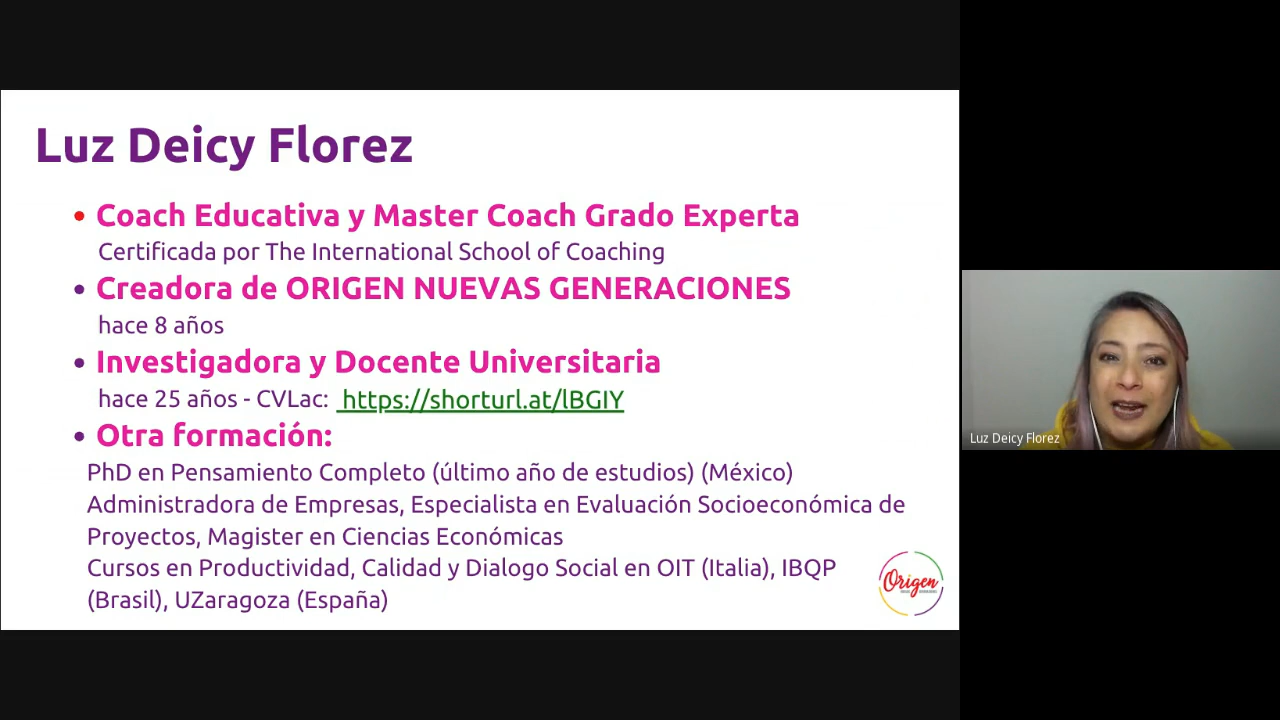 Luz Deicy Florez
• Coach Educativa y Master Coach Grado Experta
Certificada por The International School of Coaching
• Creadora de ORIGEN NUEVAS GENERACIONES
hace 8 años
• Investigadora y Docente Universitaria
hace 25 años - CVLac: https://shorturl.at/lBGIY
• Otra formación:
PhD en Pensamiento Completo (último año de estudios) (México)
Administradora de Empresas, Especialista en Evaluación Socioeconómica de
Proyectos, Magister en Ciencias Económicas
Cursos en Productividad, Calidad y Dialogo Social en OIT (Italia), IBQP
(Brasil), UZaragoza (España)
Origen
Luz Deicy Florez